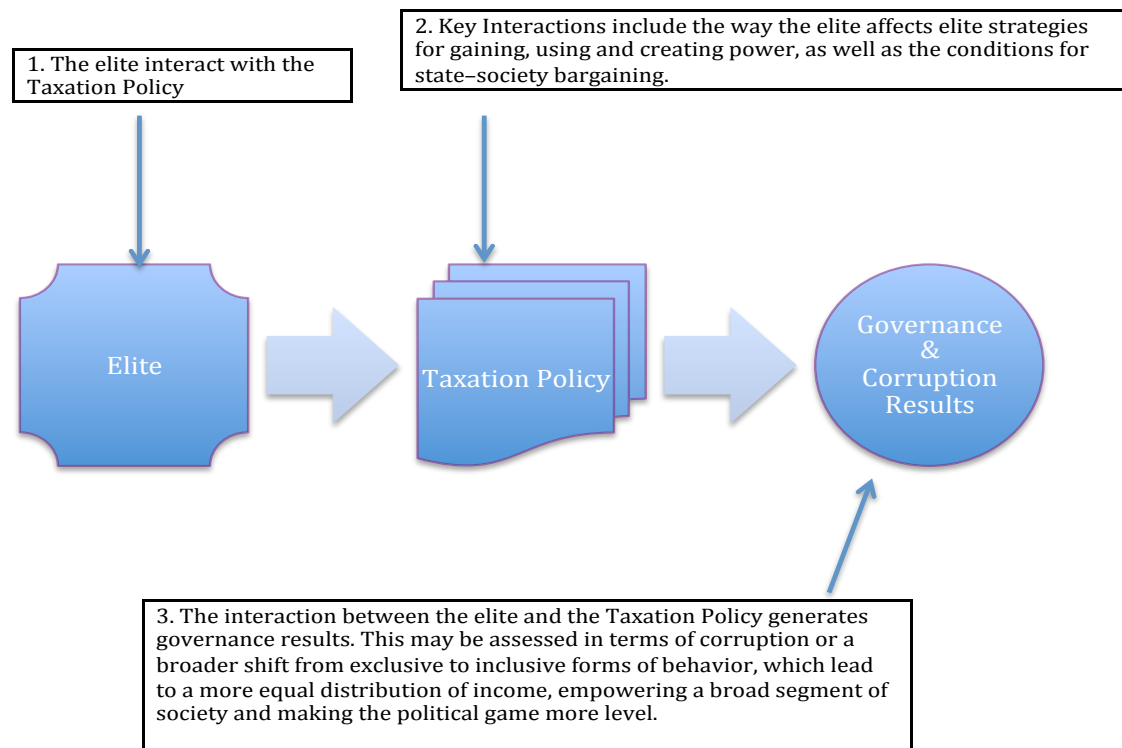 1. The elite interact with the
Taxation Policy
2. Key Interactions include the way the elite affects elite strategies
for gaining, using and creating power, as well as the conditions for
state–society bargaining.
Elite
Taxation Policy
Governance
&
Corruption
Results
3. The interaction between the elite and the Taxation Policy generates
governance results. This may be assessed in terms of corruption or a
broader shift from exclusive to inclusive forms of behavior, which lead
to a more equal distribution of income, empowering a broad segment of
society and making the political game more level.